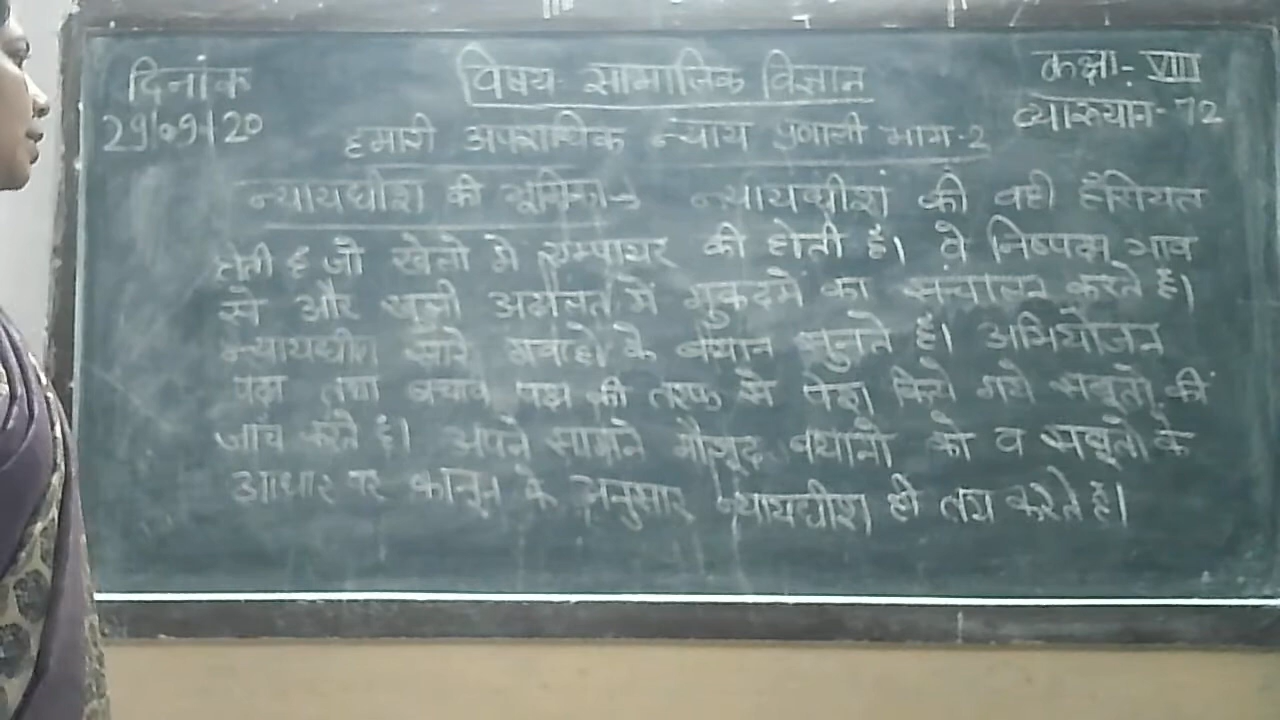 दिनांक
29/09/20
विषय- सामाजिक विज्ञान
कक्षा- VIII
व्याख्यान- 72
हमारी अपराधिक न्याय प्रणाली भाग-2
न्यायधीश की भूमिका→ न्यायधीश की वही हैसियत
होती है जो खेलो मे एम्पायर की होती है। वे निष्पक्ष भाव
से और खुली अदालत में मुकदमे का संचालन करते है।
न्यायधीश सारे गवाहो के बयान सुनते है। अभियोजन
पक्ष तथा बचाव पक्ष की तरफ से पेश किये गये सबूतो की
जांच करते है। अपने सामने मौजूद बयानो को व सबूतो के
आधार पर कानून के अनुसार न्यायधीश ही तय करते है।